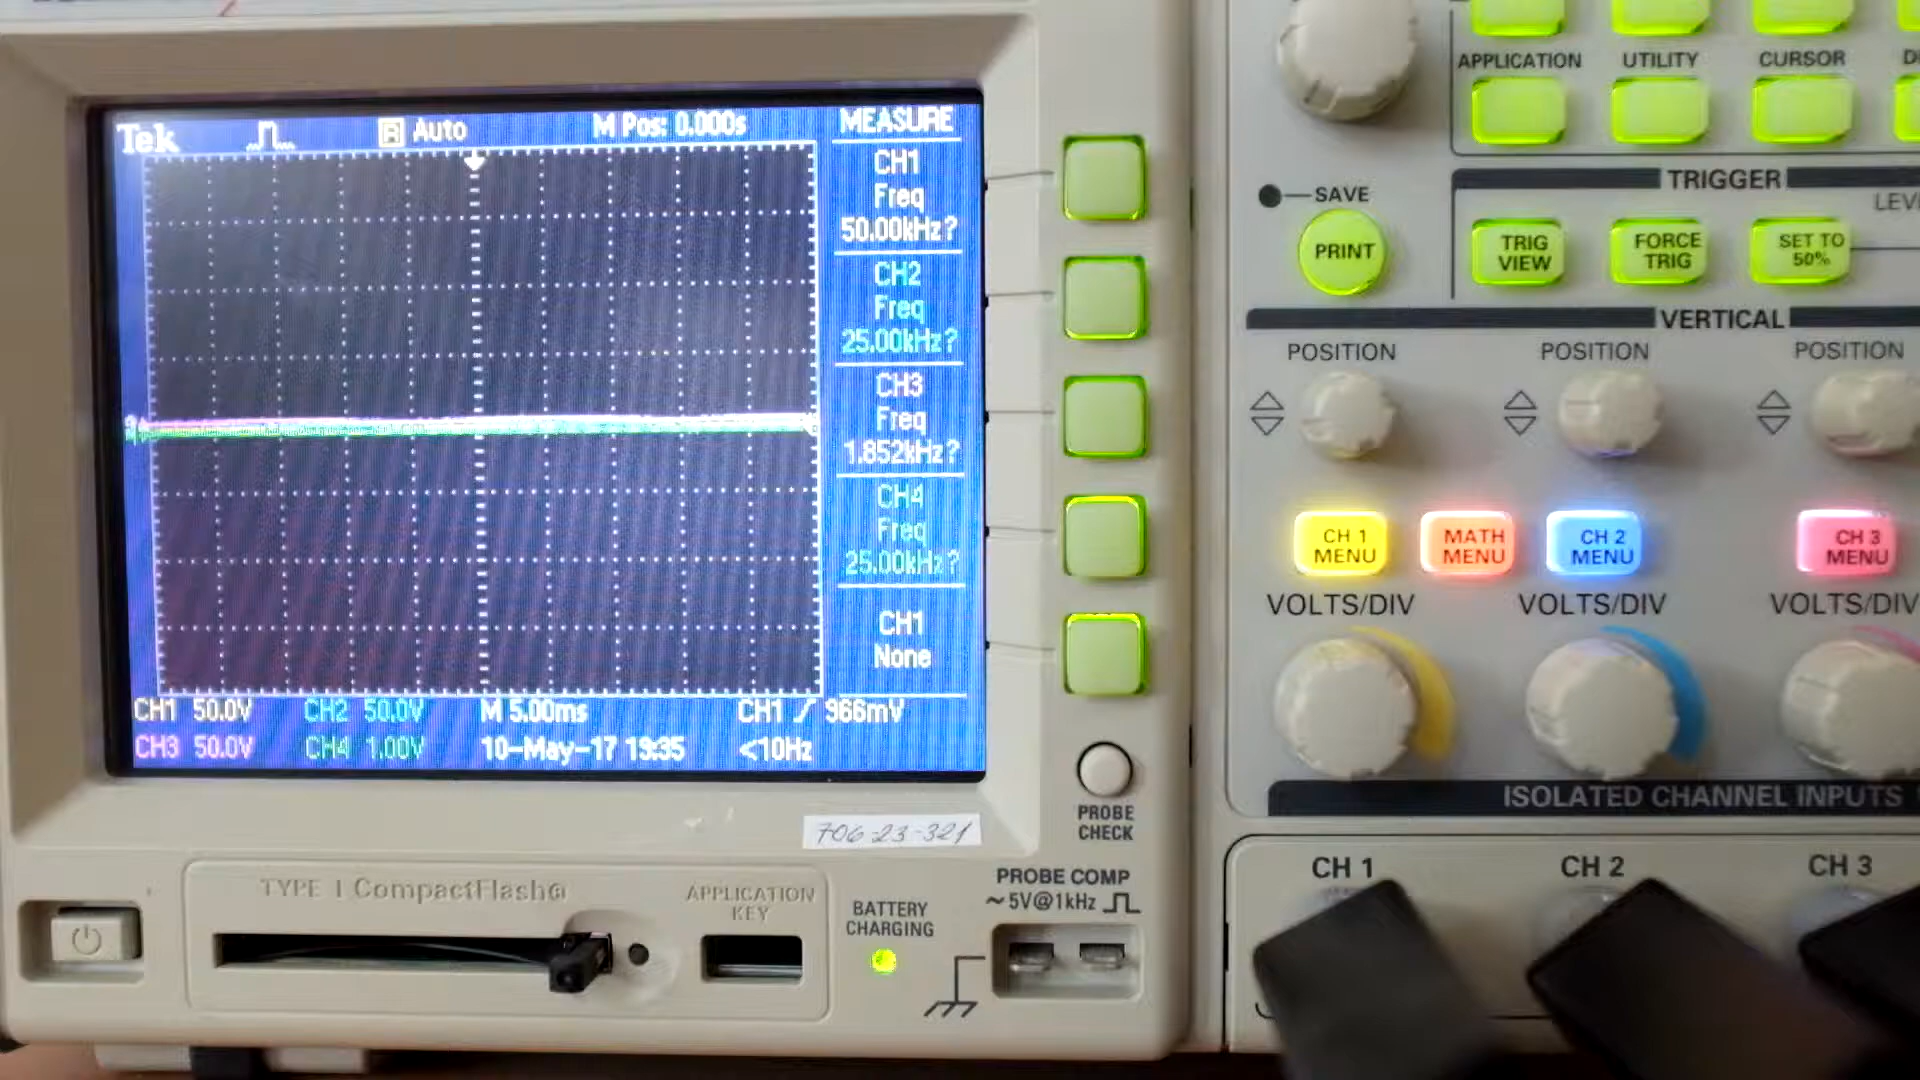 Tek
R Auto
M Pos: 0.000s
MEASURE
CH1
Freq
50.00kHz?
CH2
Freq
25.00kHz?
CH3
Freq
1.852kHz?
CH4
Freq
25.00kHz?
CH1
None
CH1 50.0V CH2 50.0V M 5.00ms CH1 966mV
CH3 50.0V CH4 1.00V 10-May-17 19:35 <10Hz
706-23-321
TYPE I CompactFlash®
APPLICATION
KEY
BATTERY
CHARGING
PROBE
CHECK
PROBE COMP
~5V@1kHz
APPLICATION UTILITY CURSOR
SAVE
PRINT
TRIGGER
TRIG
VIEW
FORCE
TRIG
SET TO
50%
VERTICAL
POSITION POSITION POSITION
CH 1
MENU
MATH
MENU
CH 2
MENU
CH 3
MENU
VOLTS/DIV VOLTS/DIV VOLTS/DIV
ISOLATED CHANNEL INPUTS
CH 1 CH 2 CH 3